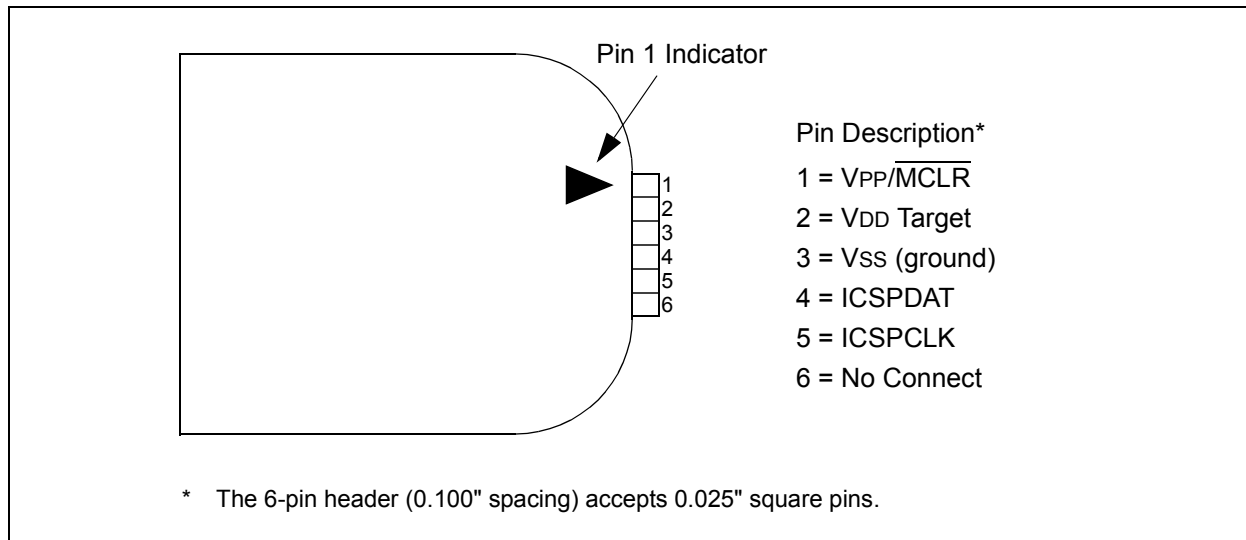 Pin 1 Indicator
1
2
3
4
5
6
Pin Description*
1 = VPP/M̅C̅L̅R̅
2 = VDD Target
3 = VSS (ground)
4 = ICSPDAT
5 = ICSPCLK
6 = No Connect
* The 6-pin header (0.100" spacing) accepts 0.025" square pins.